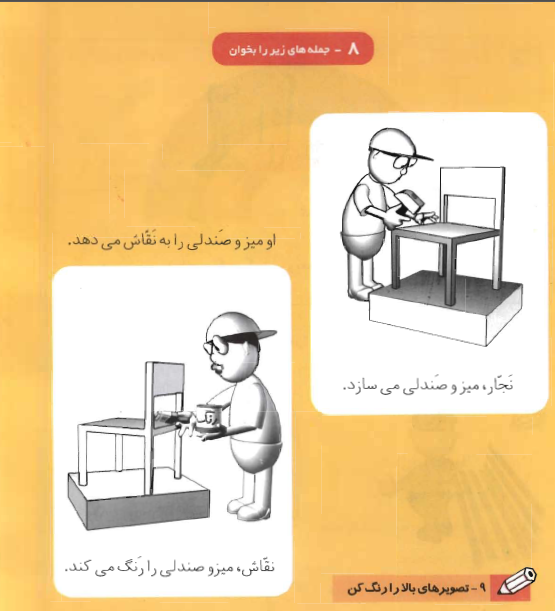 ۸ - جمله های زیر را بخوان
نَجّار، میز و صَندلی می سازد.
او میز و صَندلی را به نَقّاش می دهد.
نقّاش، میزو صندلی را رَنگ می کند.
۹ - تصویرهای بالا را رنگ کن